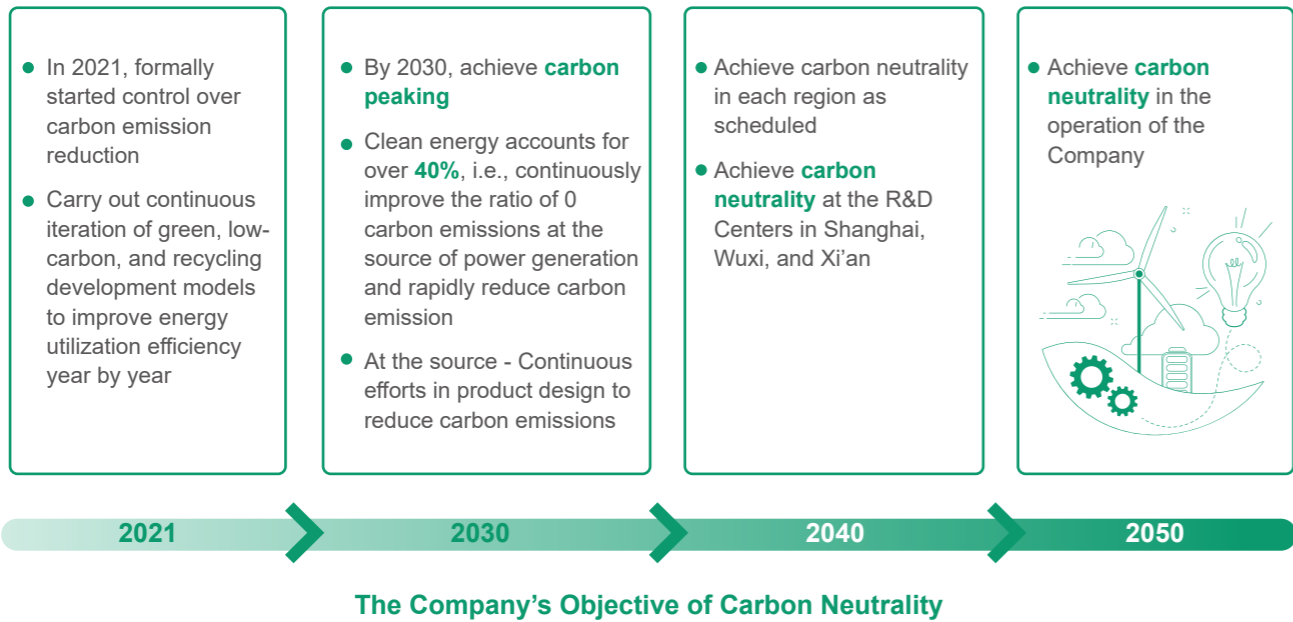 In 2021, formally
started control over
carbon emission
reduction
Carry out continuous
iteration of green, low-
carbon, and recycling
development models
to improve energy
utilization efficiency
year by year
By 2030, achieve carbon
peaking
Clean energy accounts for
over 40%, i.e., continuously
improve the ratio of 0
carbon emissions at the
source of power generation
and rapidly reduce carbon
emission
At the source - Continuous
efforts in product design to
reduce carbon emissions
Achieve carbon neutrality
in each region as
scheduled
Achieve carbon
neutrality at the R&D
Centers in Shanghai,
Wuxi, and Xi’an
Achieve carbon
neutrality in the
operation of the
Company
2021
2030
2040
2050
The Company’s Objective of Carbon Neutrality